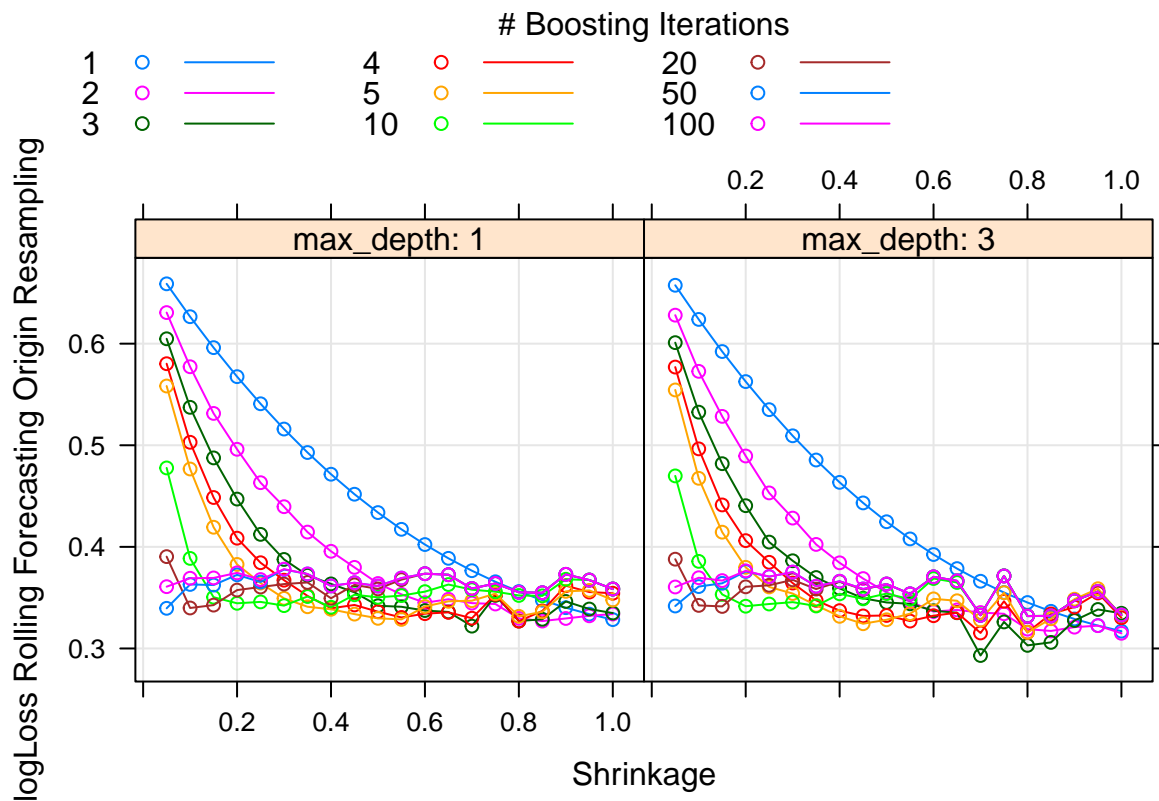 # Boosting Iterations
1 4 20
2 5 50
3 10 100
0.2 0.4 0.6 0.8 1.0
max_depth: 1 max_depth: 3
logLoss Rolling Forecasting Origin Resampling
0.6
0.5
0.4
0.3
0.2 0.4 0.6 0.8 1.0
Shrinkage